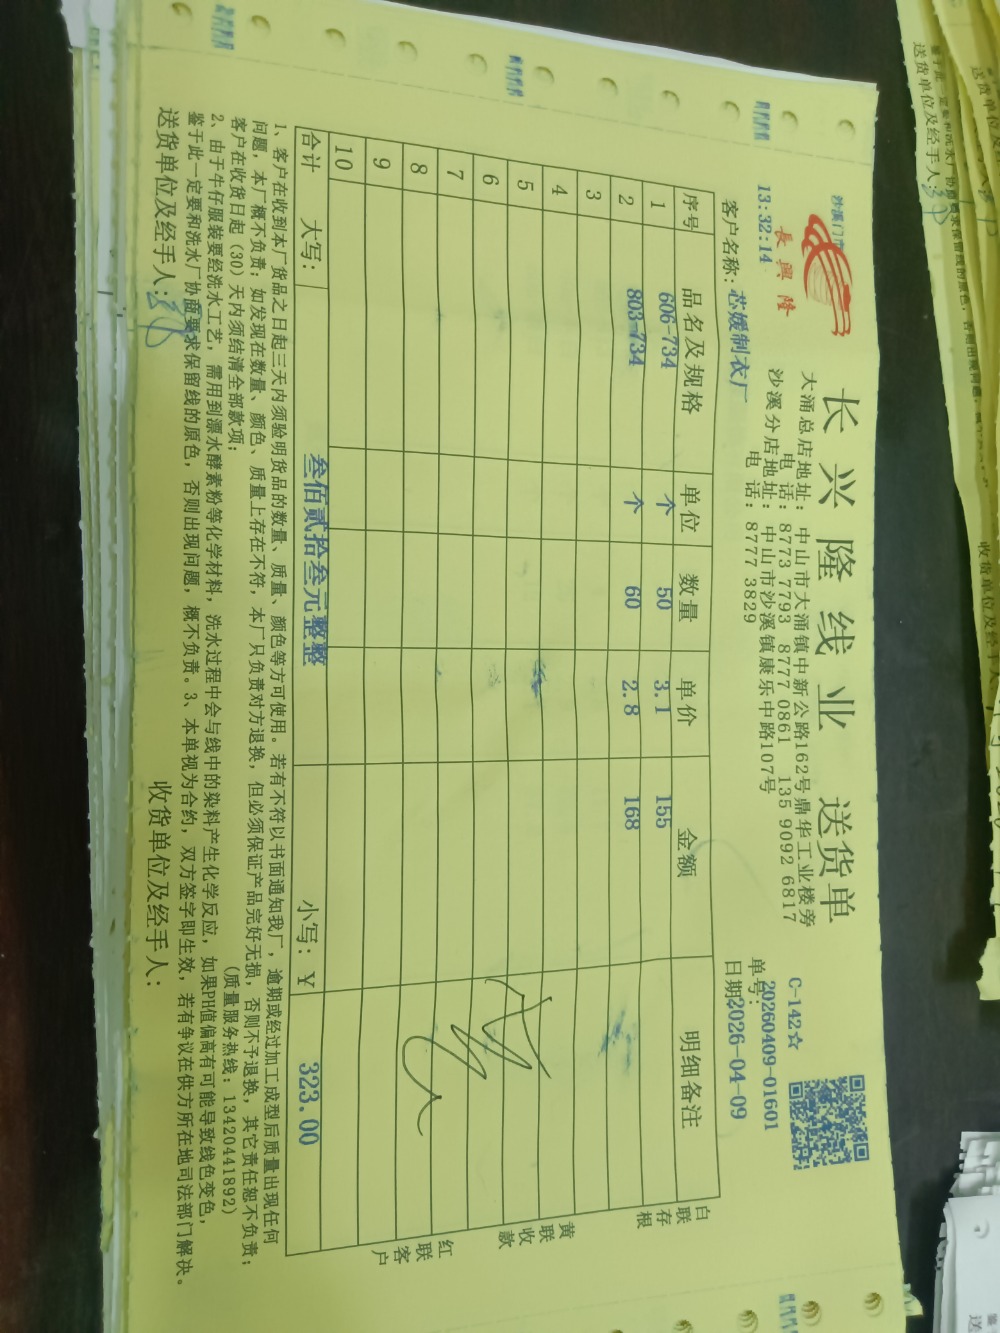 长兴隆线业 送货单
沙溪门市
長興隆
13:32:14
大涌总店地址：中山市大涌镇中新公路162号鼎华工业楼旁
电 话：8773 7793 8777 0861 135 9092 6817
沙溪分店地址：中山市沙溪镇康乐中路107号
电 话：8777 3829
C-142☆
单号：20260409-01601
客户名称：芯媛制衣厂
日期2026-04-09
序号 品名及规格 单位 数量 单价 金额 明细备注
1 606-734 个 50 3.1 155
2 803-734 个 60 2.8 168
3
4
5
6
7
8
9
10
合计 大写： 叁佰贰拾叁元整整 小写：￥ 323.00
白联存根
黄联收款
红联客户
1、客户在收到本厂货品之日起三天内须验明货品的数量、质量、颜色等方可使用。若有不符以书面通知我厂，逾期或经过加工成型后质量出现任何
问题，本厂概不负责；如发现在数量、颜色、质量上存在不符，本厂只负责对方退换，但必须保证产品完好无损，否则不予退换，其它责任恕不负责；
客户在收货日起（30）天内须结清全部款项； （质量服务热线：13420441892）
2、由于牛仔服装要经洗水工艺，需用到漂水酵素粉等化学材料，洗水过程中会与线中的染料产生化学反应，如果PH值偏高有可能导致线色变色，
鉴于此一定要和洗水厂协商要求保留线的原色，否则出现问题，概不负责。3、本单视为合约，双方签字即生效，若有争议在供方所在地司法部门解决。
送货单位及经手人： 收货单位及经手人：
送货单位及经手人：